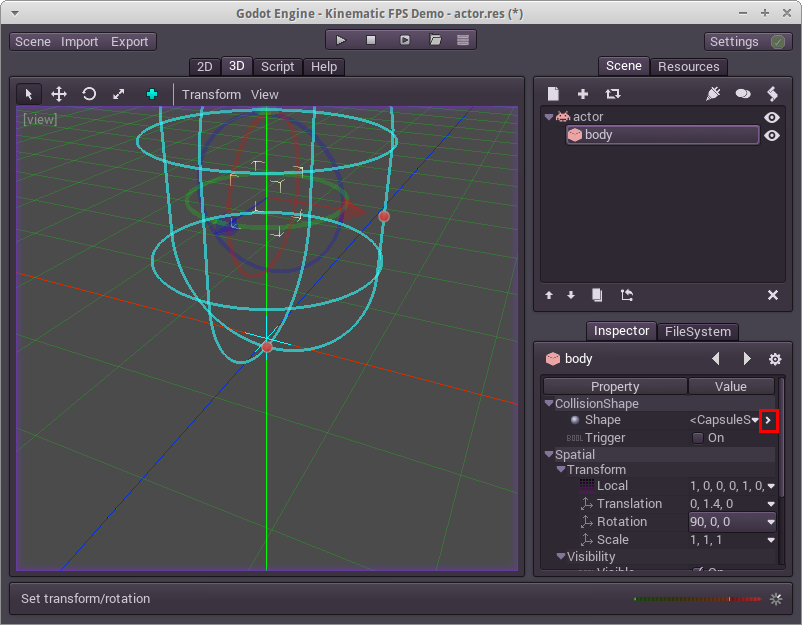 Godot Engine - Kinematic FPS Demo - actor.res (*)
Scene Import Export
Settings
2D 3D Script Help
Scene Resources
Transform View
[view]
actor
body
Inspector FileSystem
body
Property Value
CollisionShape
Shape <CapsuleS
BOOL Trigger On
Spatial
Transform
Local 1, 0, 0, 0, 1, 0,
Translation 0, 1.4, 0
Rotation 90, 0, 0
Scale 1, 1, 1
Visibility
Visible On
Set transform/rotation